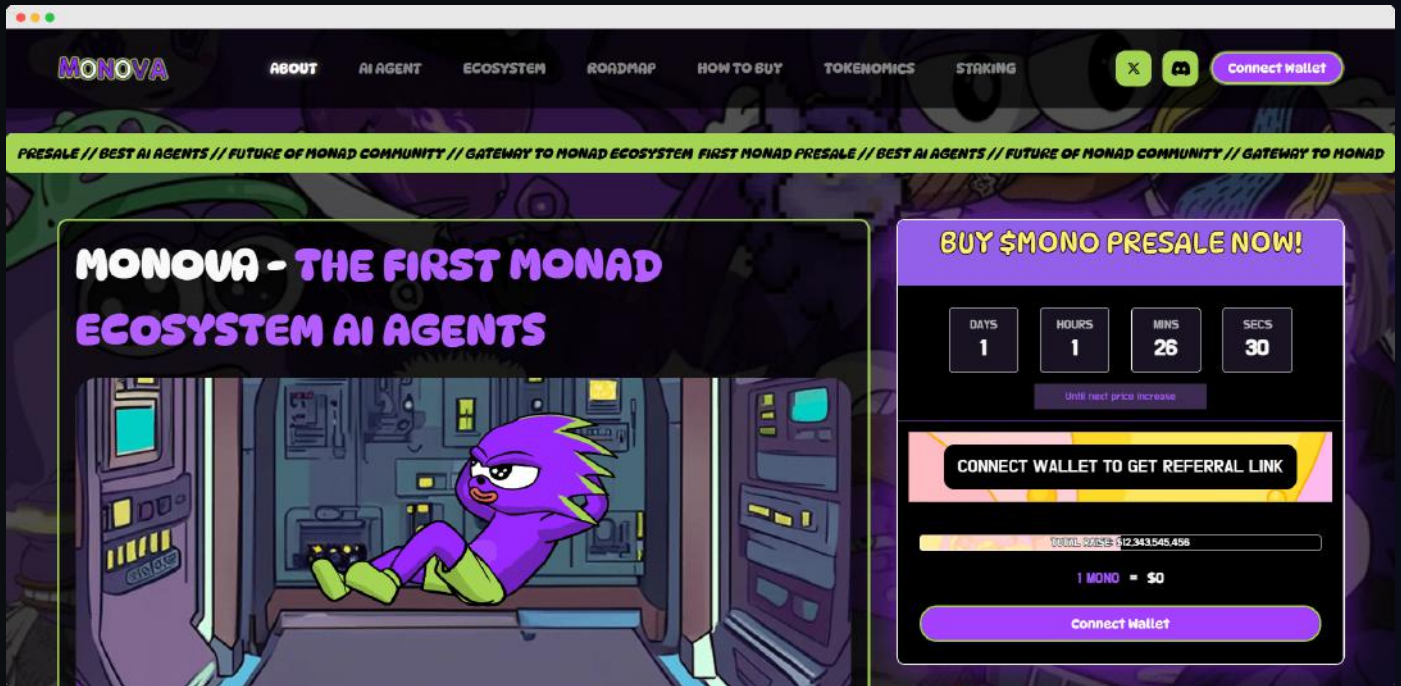 MONOVA
ABOUT AI AGENT ECOSYSTEM ROADMAP HOW TO BUY TOKENOMICS STAKING
Connect Wallet
PRESALE // BEST AI AGENTS // FUTURE OF MONAD COMMUNITY // GATEWAY TO MONAD ECOSYSTEM FIRST MONAD PRESALE // BEST AI AGENTS // FUTURE OF MONAD COMMUNITY // GATEWAY TO MONAD
MONOVA - THE FIRST MONAD
ECOSYSTEM AI AGENTS
BUY $MONO PRESALE NOW!
DAYS HOURS MINS SECS
1 1 26 30
Until next price increase
CONNECT WALLET TO GET REFERRAL LINK
TOTAL RAISE: $12,343,545,456
1 MONO = $0
Connect Wallet